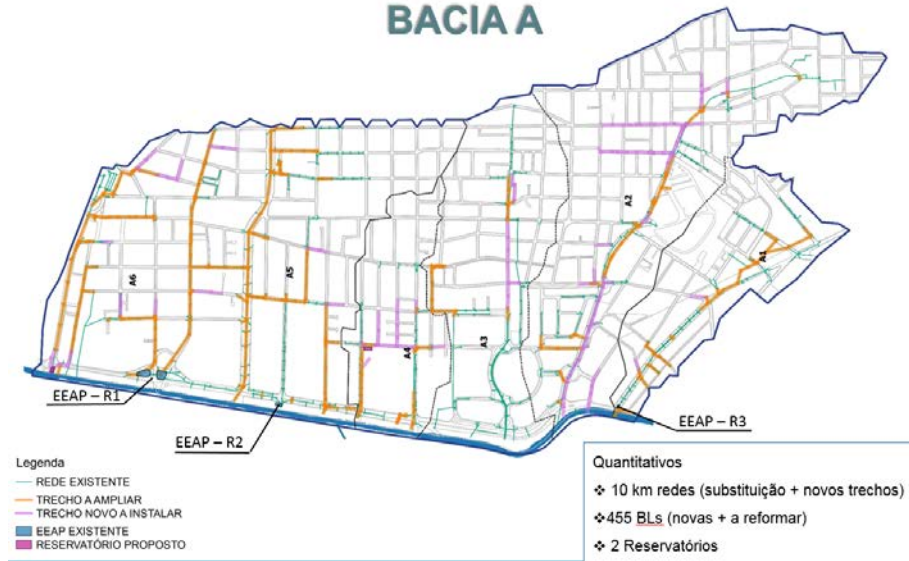 BACIA A
A2
A1
A6
A5
A3
A4
EEAP – R1
EEAP – R2
EEAP – R3
Legenda
REDE EXISTENTE
TRECHO A AMPLIAR
TRECHO NOVO A INSTALAR
EEAP EXISTENTE
RESERVATÓRIO PROPOSTO
Quantitativos
❖ 10 km redes (substituição + novos trechos)
❖455 BLs (novas + a reformar)
❖ 2 Reservatórios